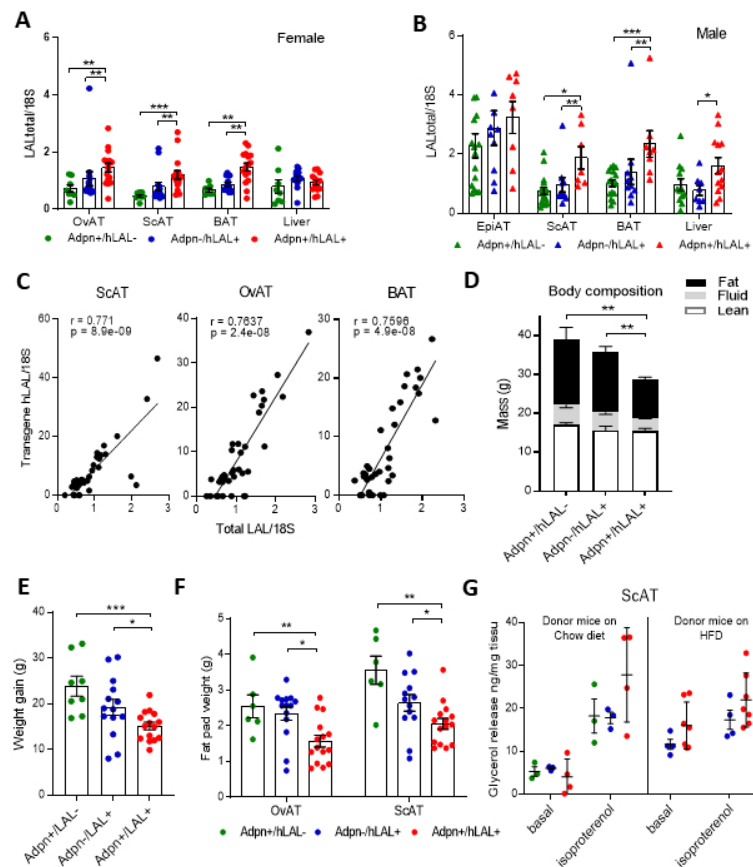 A
Female
LALtotal/18S
6
4
2
0
** ** *** ** ** **
OvAT ScAT BAT Liver
Adpn+/hLAL- Adpn-/hLAL+ Adpn+/hLAL+
B
Male
LALtotal/18S
6
4
2
0
* ** *** ** *
EpiAT ScAT BAT Liver
Adpn+/hLAL- Adpn-/hLAL+ Adpn+/hLAL+
C
ScAT OvAT BAT
Transgene hLAL/18S
60
40
20
0
r = 0.771
p = 8.9e-09
0 1 2 3
40
30
20
10
0
r = 0.7637
p = 2.4e-08
0 1 2 3
30
20
10
0
r = 0.7596
p = 4.9e-08
0 1 2 3
Total LAL/18S
D
Body composition
Fat
Fluid
Lean
Mass (g)
40
30
20
10
0
** **
Adpn+/hLAL- Adpn-/hLAL+ Adpn+/hLAL+
E
Weight gain (g)
40
30
20
10
0
*** *
Adpn+/LAL- Adpn-/LAL+ Adpn+/LAL+
F
Fat pad weight (g)
5
4
3
2
1
0
** * ** *
OvAT ScAT
Adpn+/hLAL- Adpn-/hLAL+ Adpn+/hLAL+
G
ScAT
Donor mice on
Chow diet
Donor mice
on HFD
Glycerol release ng/mg tissu
40
30
20
10
0
basal isoproterenol basal isoproterenol